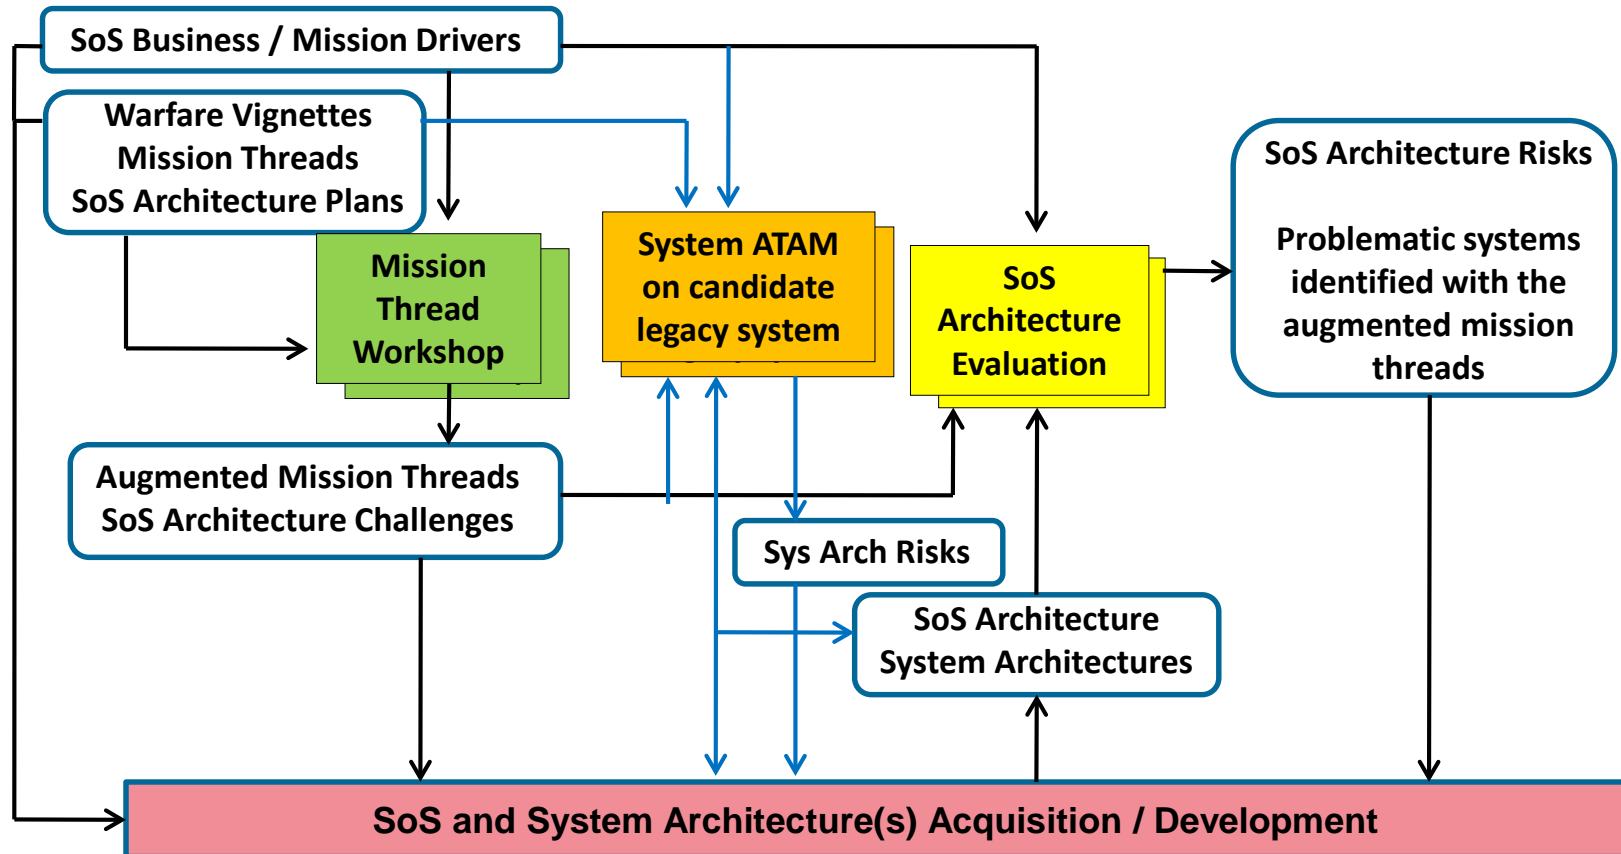 SoS Business / Mission Drivers
Warfare Vignettes
Mission Threads
SoS Architecture Plans
Mission
Thread
Workshop
System ATAM
on candidate
legacy system
SoS
Architecture
Evaluation
SoS Architecture Risks
Problematic systems
identified with the
augmented mission
threads
Augmented Mission Threads
SoS Architecture Challenges
Sys Arch Risks
SoS Architecture
System Architectures
SoS and System Architecture(s) Acquisition / Development